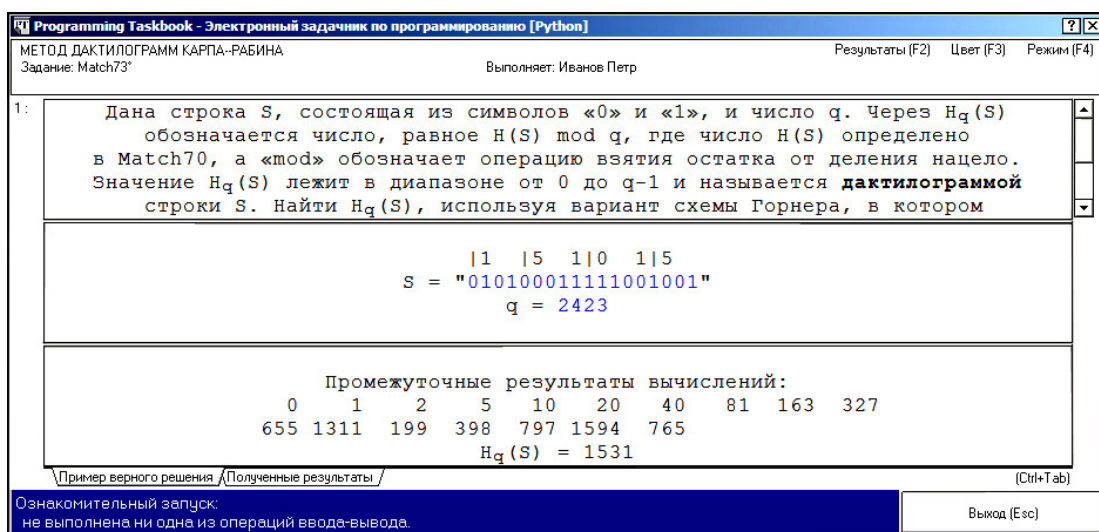 Programming Taskbook - Электронный задачник по программированию [Python]
МЕТОД ДАКТИЛОГРАММ КАРПА--РАБИНА
Результаты (F2) Цвет (F3) Режим (F4)
Задание: Match73° Выполняет: Иванов Петр
1: Дана строка S, состоящая из символов «0» и «1», и число q. Через Hq(S)
обозначается число, равное H(S) mod q, где число H(S) определено
в Match70, а «mod» обозначает операцию взятия остатка от деления нацело.
Значение Hq(S) лежит в диапазоне от 0 до q-1 и называется дактилограммой
строки S. Найти Hq(S), используя вариант схемы Горнера, в котором
|1 |5 1|0 1|5
S = "010100011111001001"
q = 2423
Промежуточные результаты вычислений:
0 1 2 5 10 20 40 81 163 327
655 1311 199 398 797 1594 765
Hq(S) = 1531
Пример верного решения Полученные результаты (Ctrl+Tab)
Ознакомительный запуск:
не выполнена ни одна из операций ввода-вывода.
Выход (Esc)